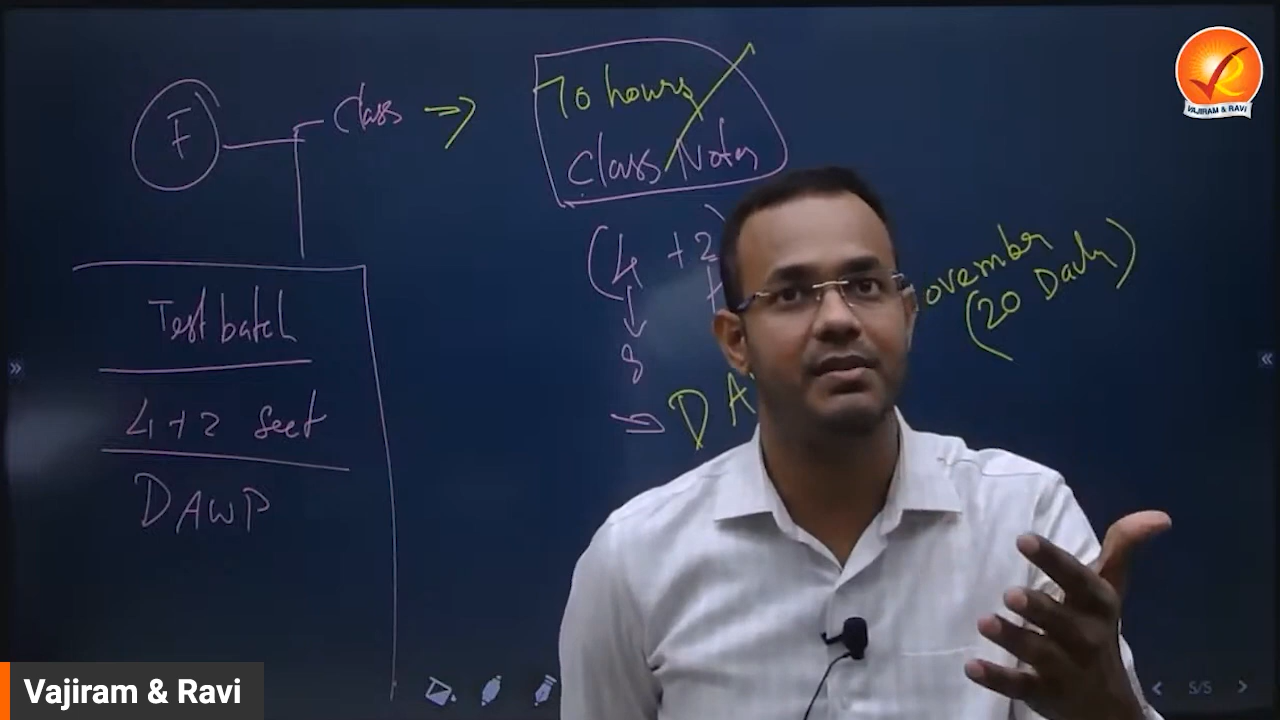 F
Class
70 hours
Class Notes
(4 + 2)
8
DA
ovember
(20 Daily)
Test batch
4+2 Sect
DAWP
VAJIRAM & RAVI
Vajiram & Ravi
5/5